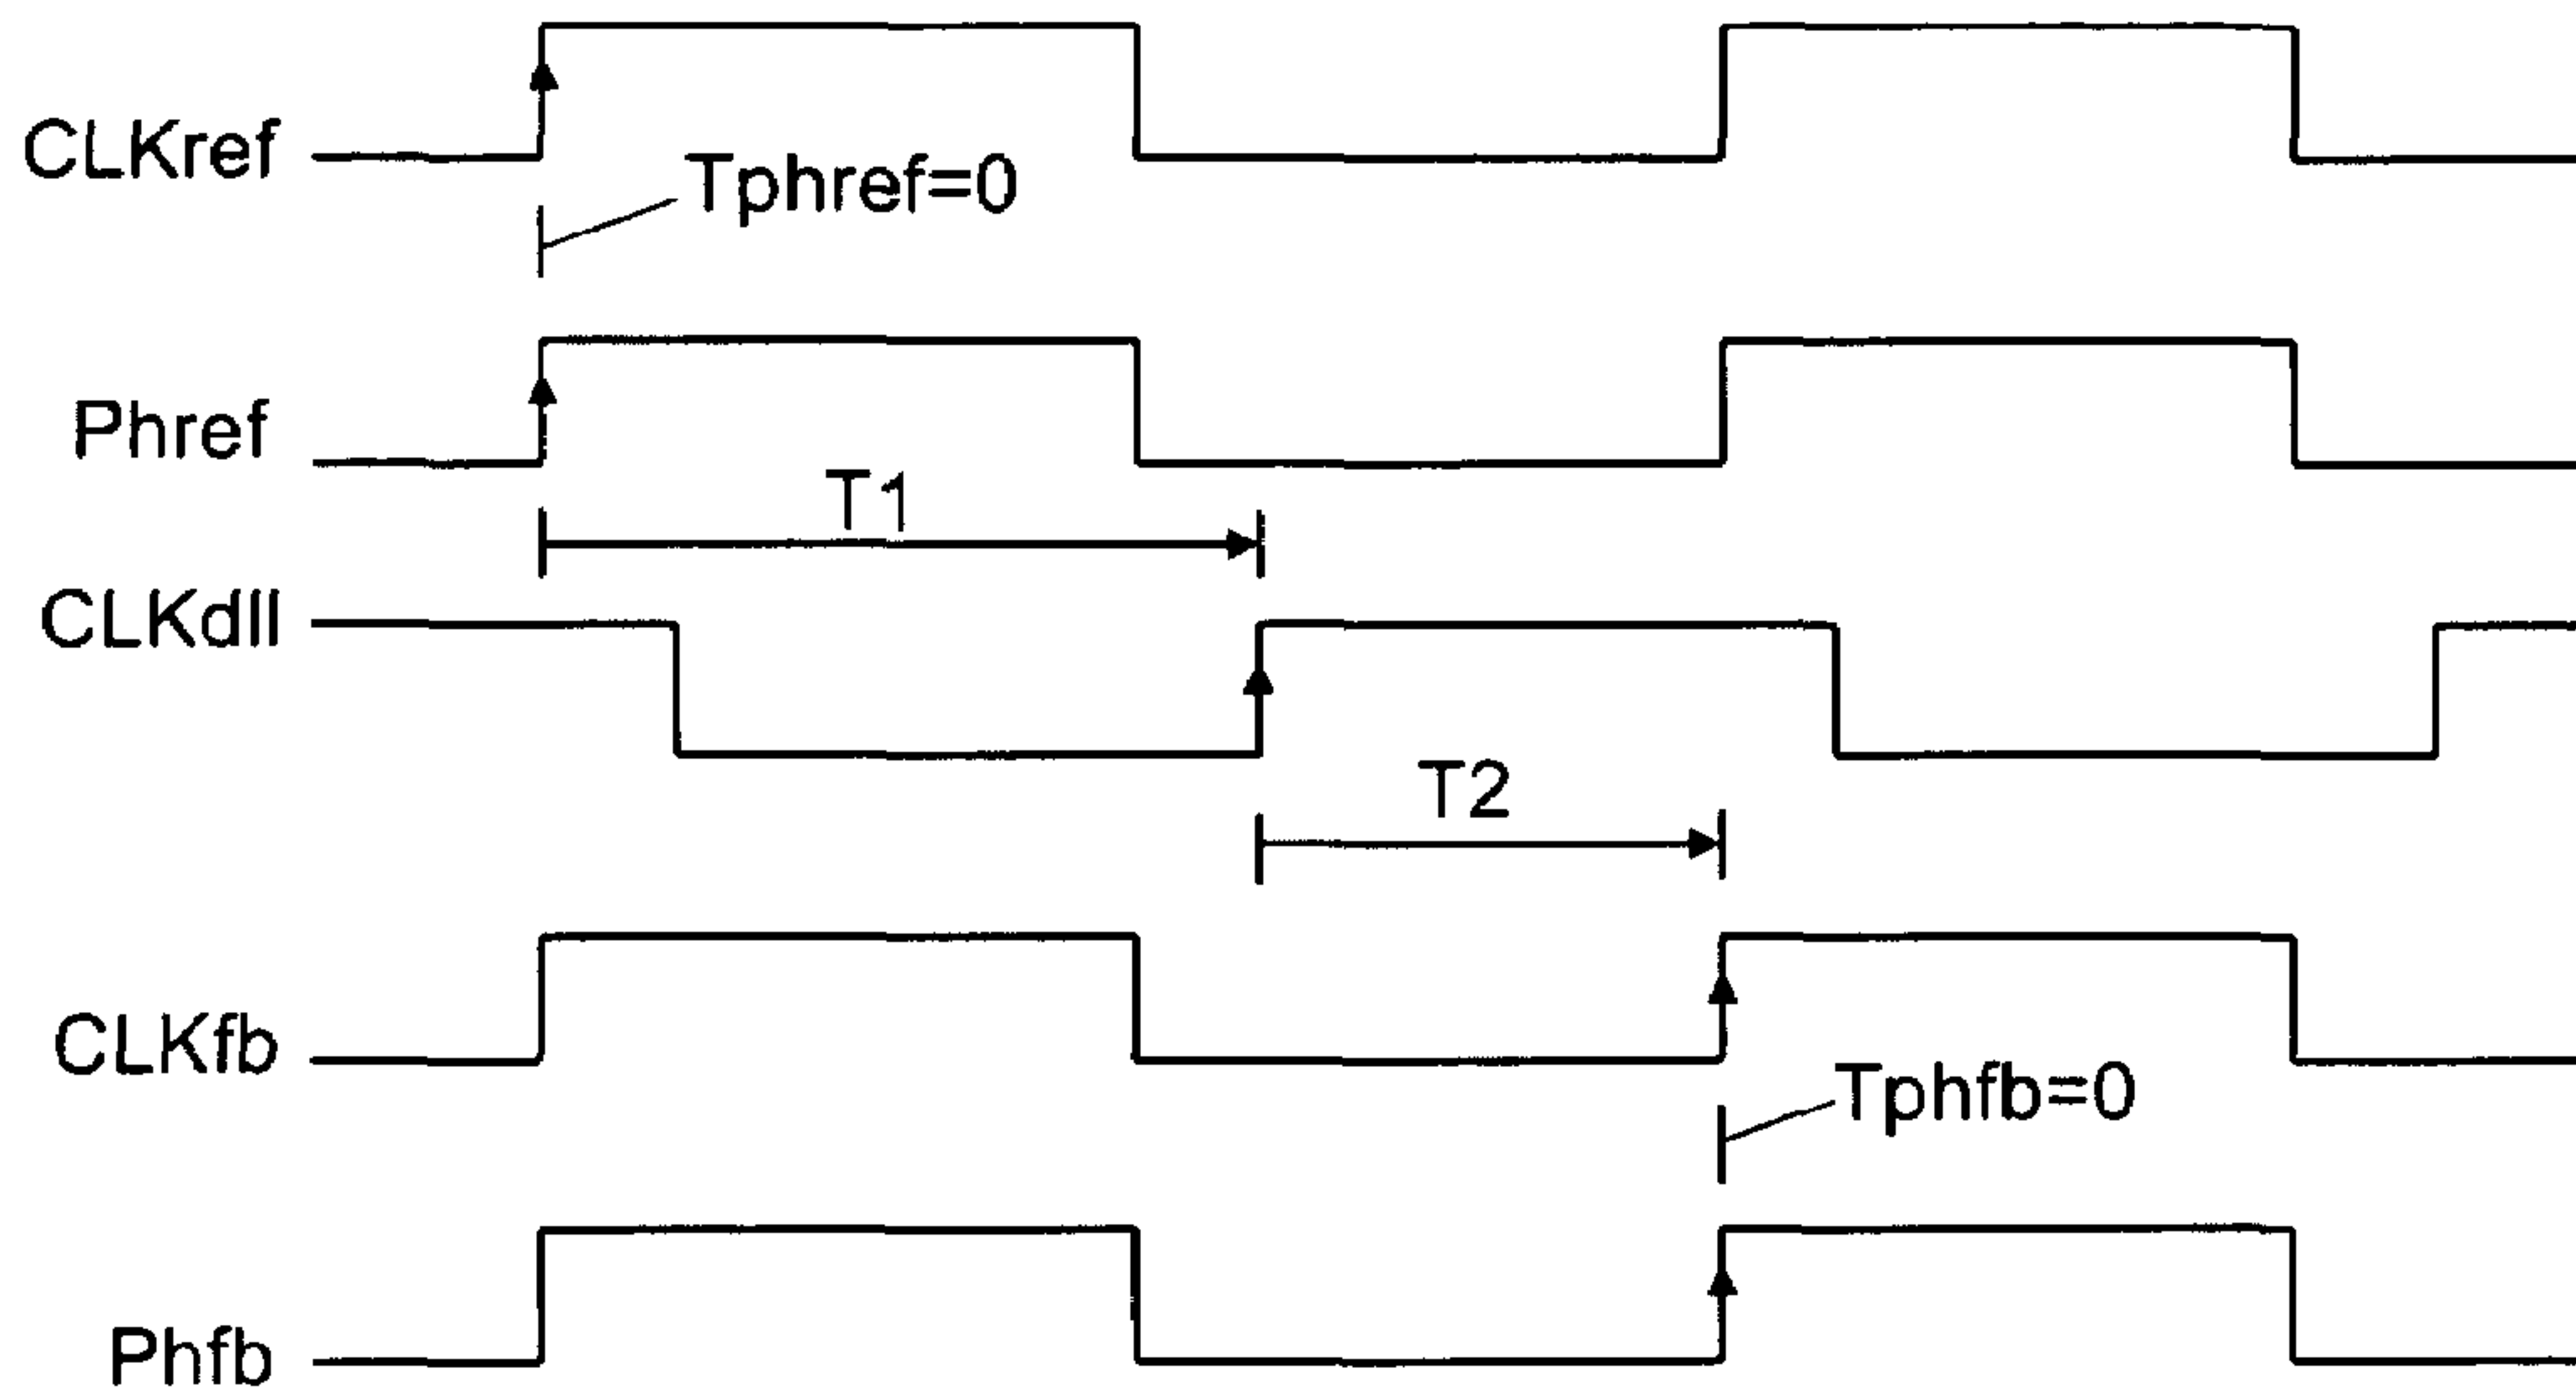 CLKref
Tphref=0
Phref
T1
CLKdll
T2
CLKfb
Tphfb=0
Phfb